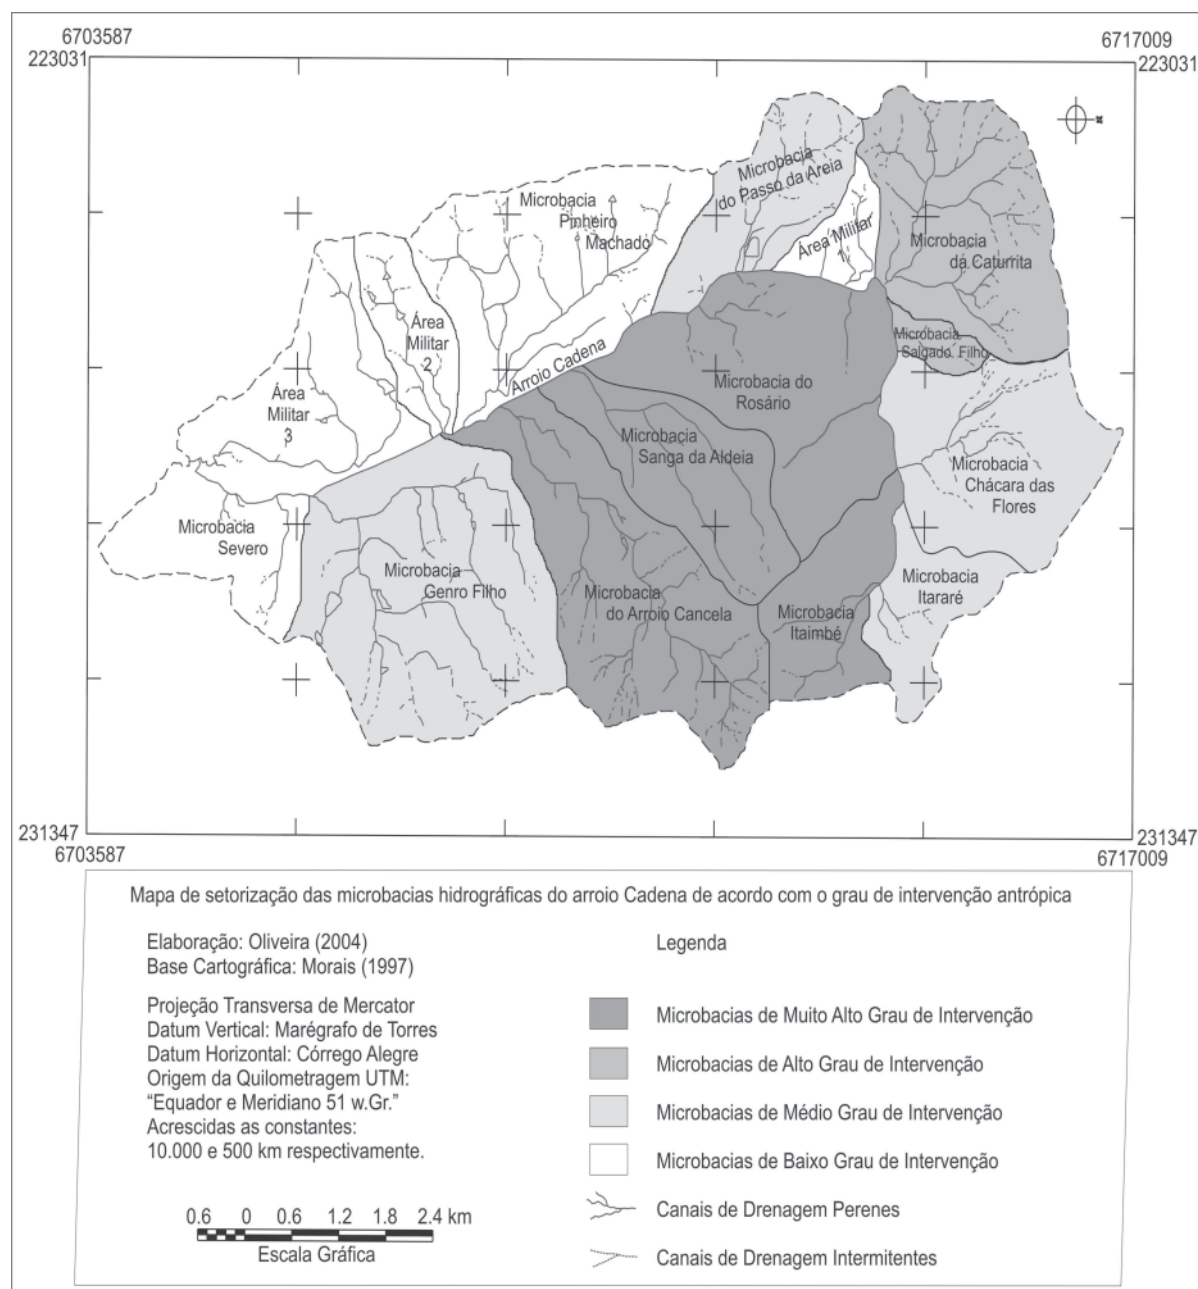 6703587
6717009
223031
223031
Microbacia
do Passo da Areia
Microbacia
Pinheiro
Machado
Área Militar
1
Microbacia
da Caturrita
Área
Militar
2
Microbacia
Salgado Filho
Arroio Cadena
Microbacia do
Rosário
Área
Militar
3
Microbacia
Sanga da Aldeia
Microbacia
Chácara das
Flores
Microbacia
Severo
Microbacia
Genro Flho
Microbacia
do Arroio Cancela
Microbacia
Itaimbé
Microbacia
Itararé
231347
231347
6703587
6717009
Mapa de setorização das microbacias hidrográficas do arroio Cadena de acordo com o grau de intervenção antrópica
Elaboração: Oliveira (2004)
Base Cartográfica: Morais (1997)
Projeção Transversa de Mercator
Datum Vertical: Marégrafo de Torres
Datum Horizontal: Córrego Alegre
Origem da Quilometragem UTM:
“Equador e Meridiano 51 w.Gr.”
Acrescidas as constantes:
10.000 e 500 km respectivamente.
0.6 0 0.6 1.2 1.8 2.4 km
Escala Gráfica
Legenda
Microbacias de Muito Alto Grau de Intervenção
Microbacias de Alto Grau de Intervenção
Microbacias de Médio Grau de Intervenção
Microbacias de Baixo Grau de Intervenção
Canais de Drenagem Perenes
Canais de Drenagem Intermitentes